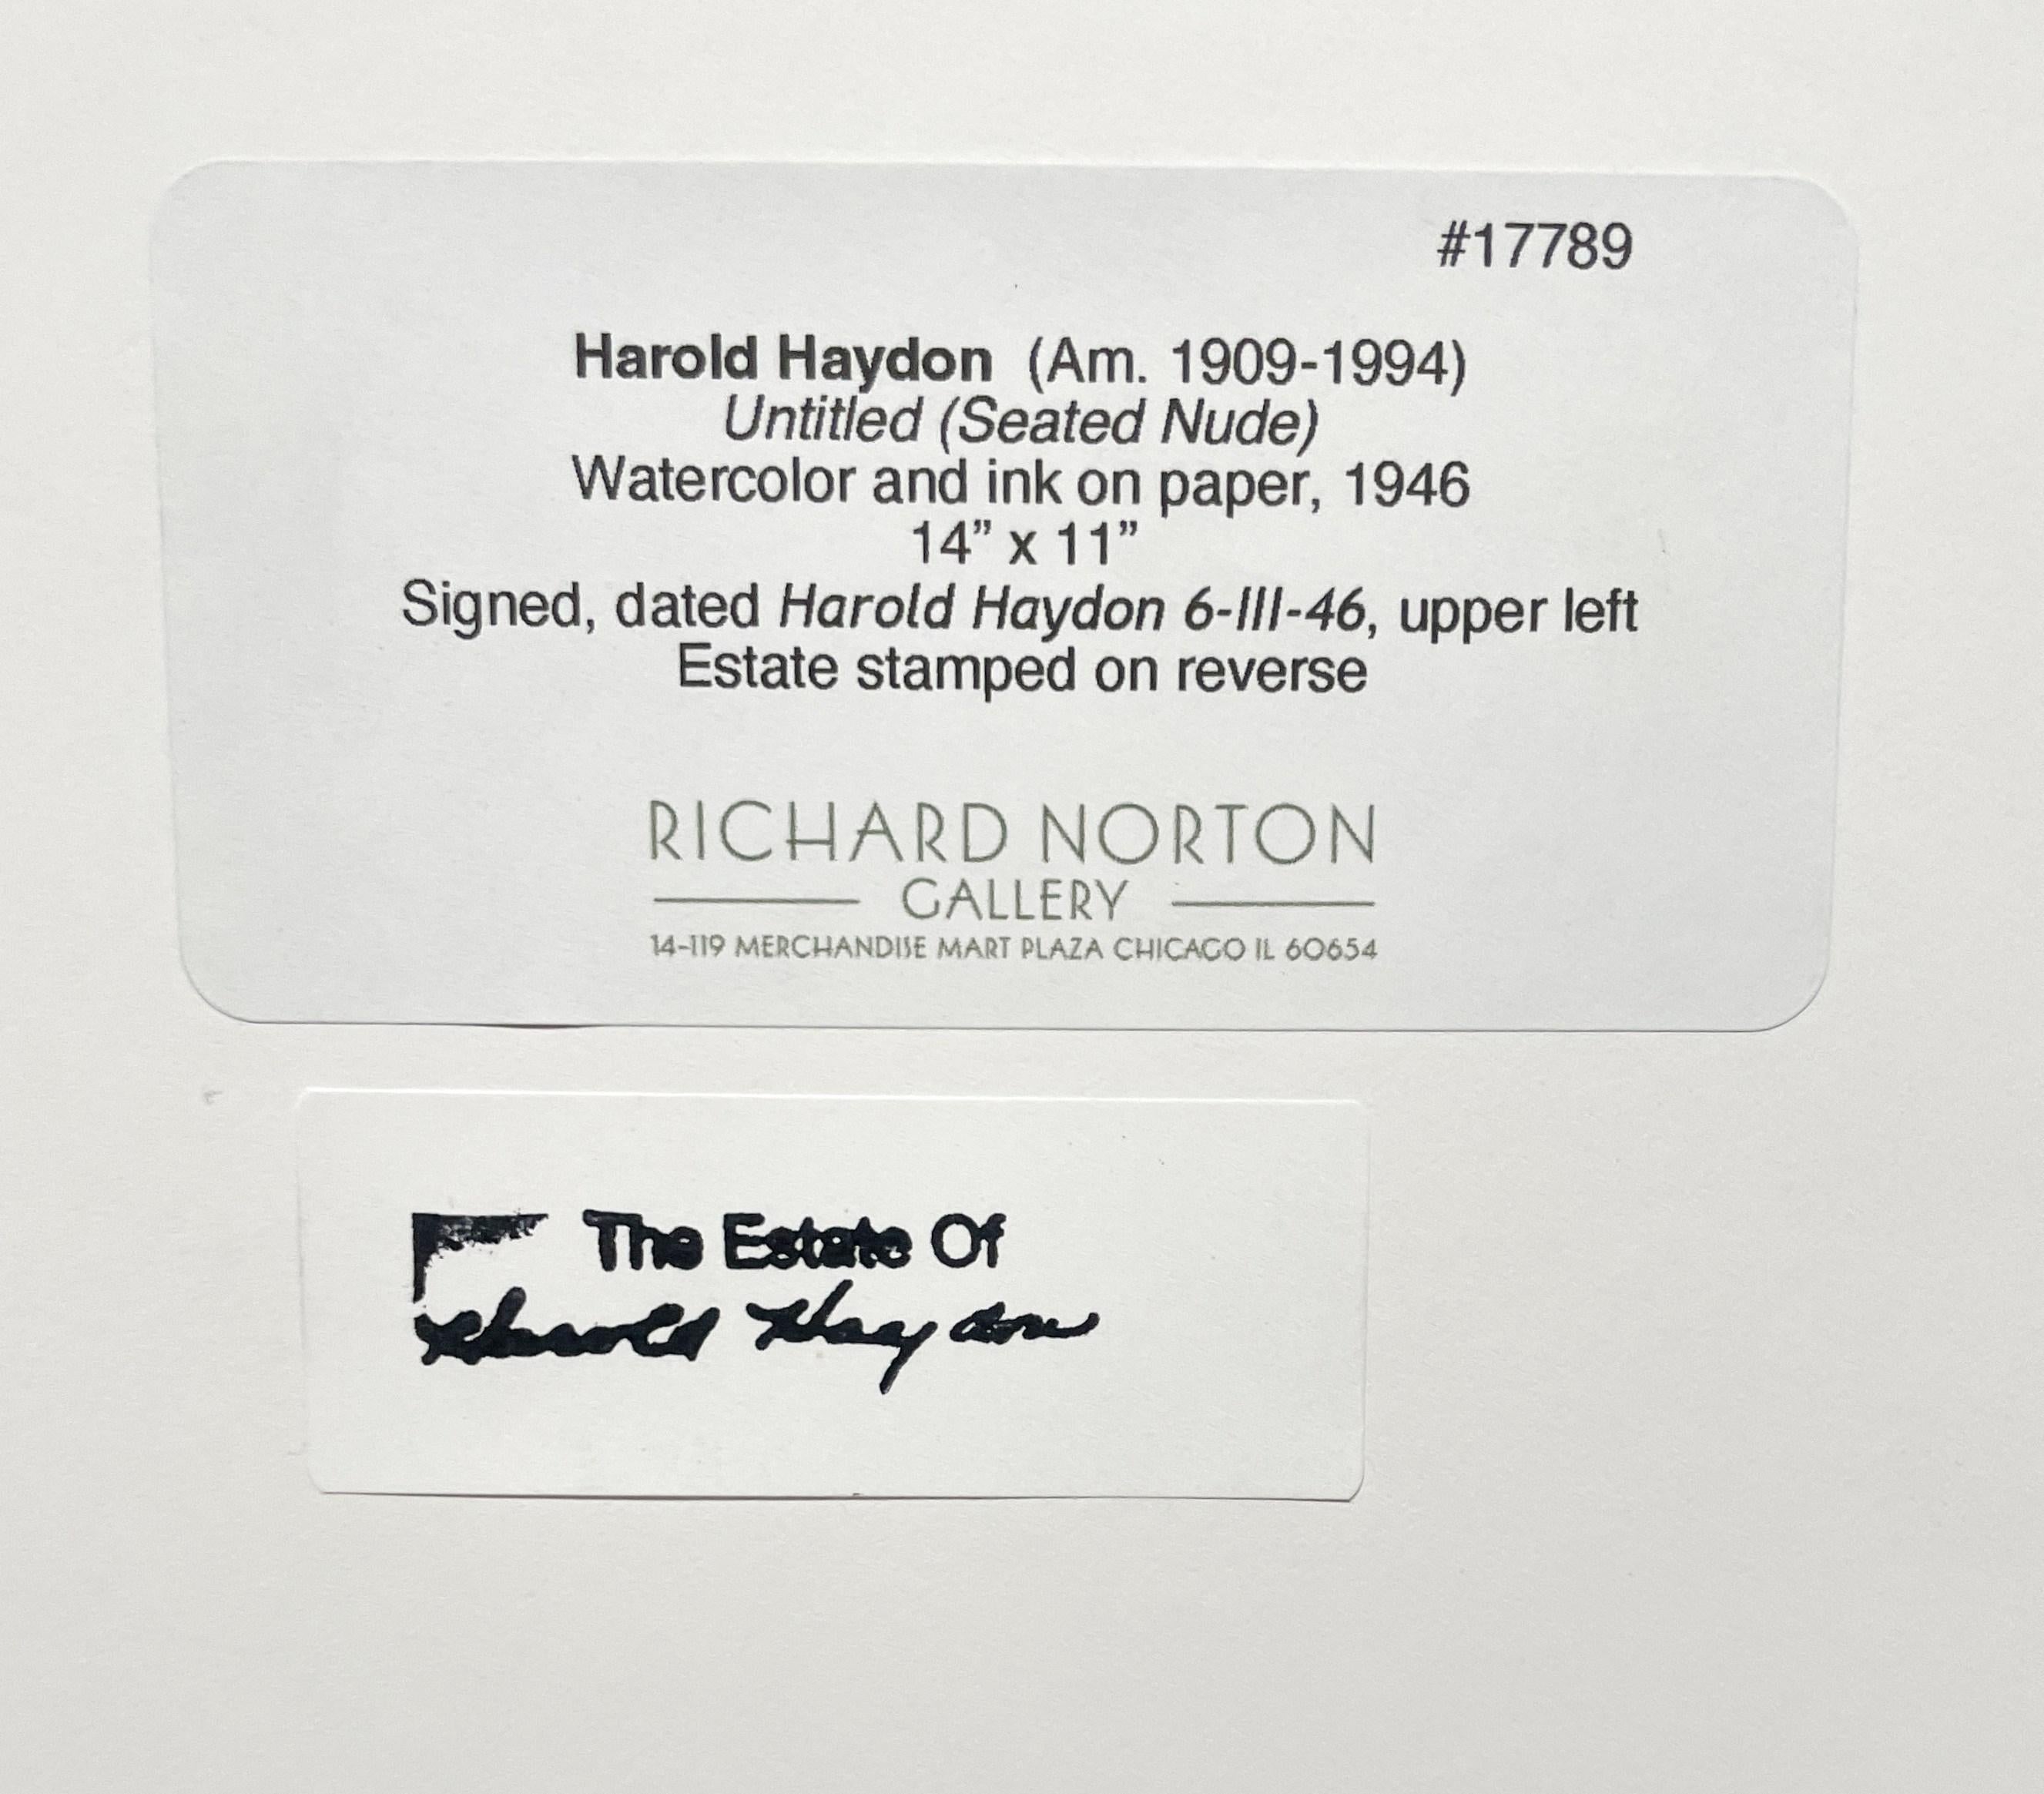 #17789
Harold Haydon (Am. 1909-1994)
Untitled (Seated Nude)
Watercolor and ink on paper, 1946
14” x 11”
Signed, dated Harold Haydon 6-III-46, upper left
Estate stamped on reverse
RICHARD NORTON
GALLERY
14-119 MERCHANDISE MART PLAZA CHICAGO IL 60654
The Estate Of
Harold Haydon